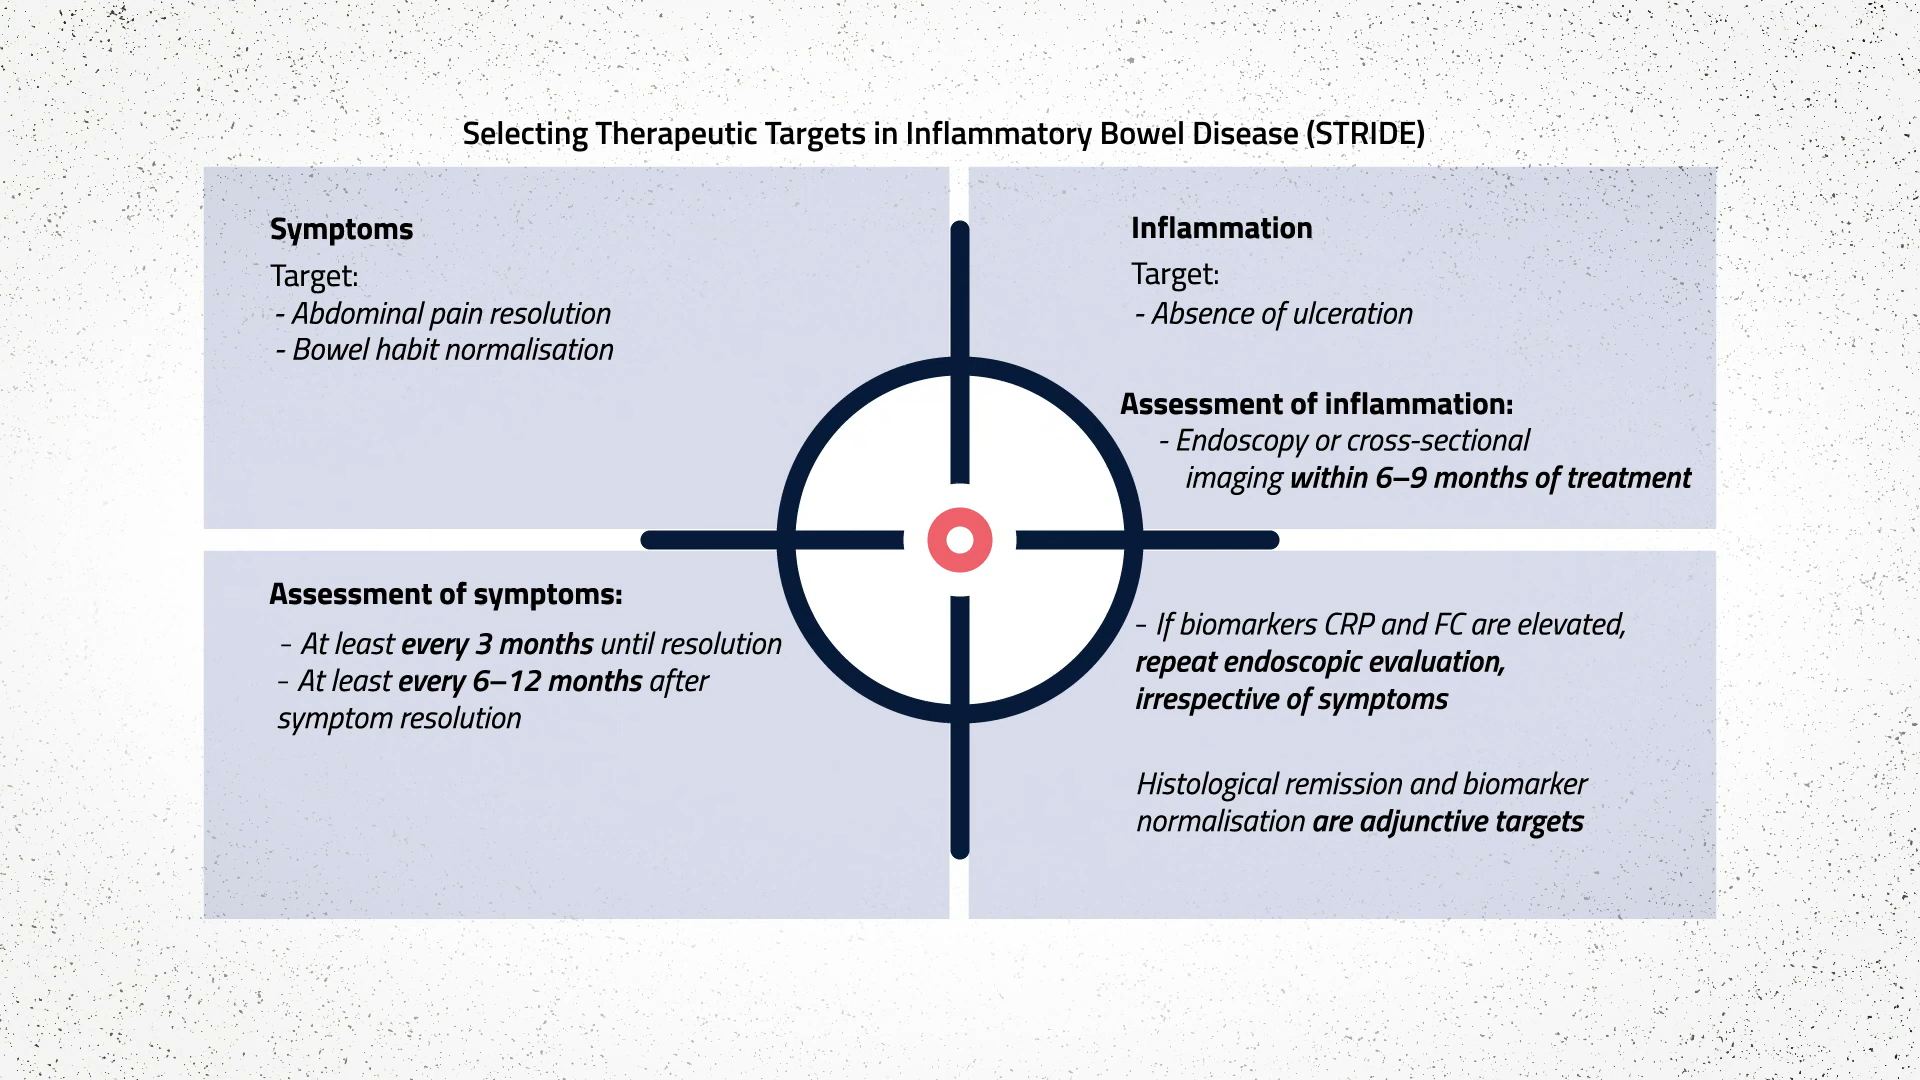 Selecting Therapeutic Targets in Inflammatory Bowel Disease (STRIDE)
Symptoms
Target:
- Abdominal pain resolution
- Bowel habit normalisation
Inflammation
Target:
- Absence of ulceration
Assessment of inflammation:
- Endoscopy or cross-sectional
imaging within 6–9 months of treatment
Assessment of symptoms:
- At least every 3 months until resolution
- At least every 6–12 months after
symptom resolution
- If biomarkers CRP and FC are elevated,
repeat endoscopic evaluation,
irrespective of symptoms
Histological remission and biomarker
normalisation are adjunctive targets